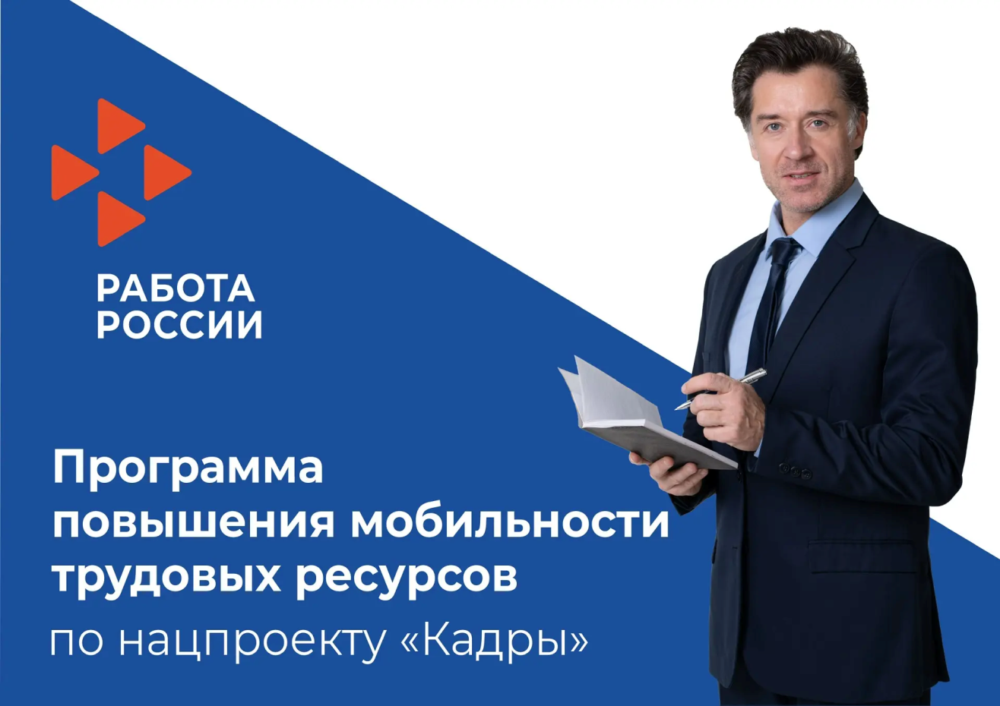 РАБОТА
РОССИИ
Программа
повышения мобильности
трудовых ресурсов
по нацпроекту «Кадры»